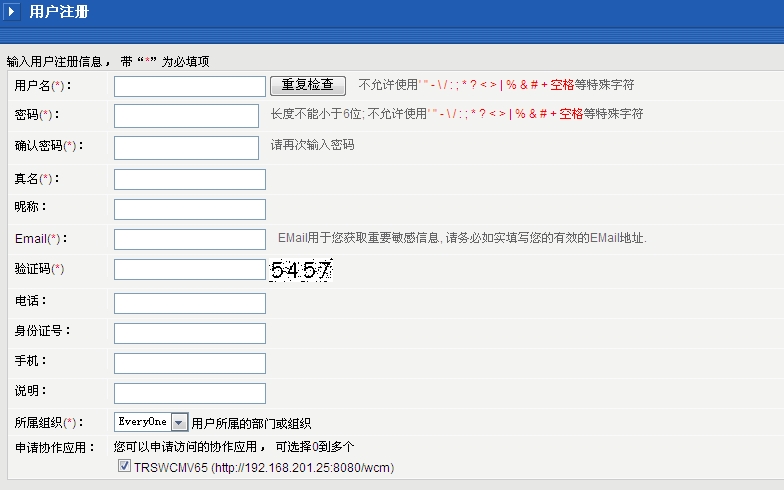 用户注册
输入用户注册信息， 带“*”为必填项
用户名(*)： 重复检查 不允许使用' " - \ / : ; * ? < > | % & # + 空格等特殊字符
密码(*)： 长度不能小于6位; 不允许使用' " - \ / : ; * ? < > | % & # + 空格等特殊字符
确认密码(*)： 请再次输入密码
真名(*)：
昵称：
Email(*)： EMail用于您获取重要敏感信息, 请务必如实填写您的有效的EMail地址.
验证码(*) 5457
电话：
身份证号：
手机：
说明：
所属组织(*)： EveryOne 用户所属的部门或组织
申请协作应用： 您可以申请访问的协作应用， 可选择0到多个
TRSWCMV65 (http://192.168.201.25:8080/wcm)